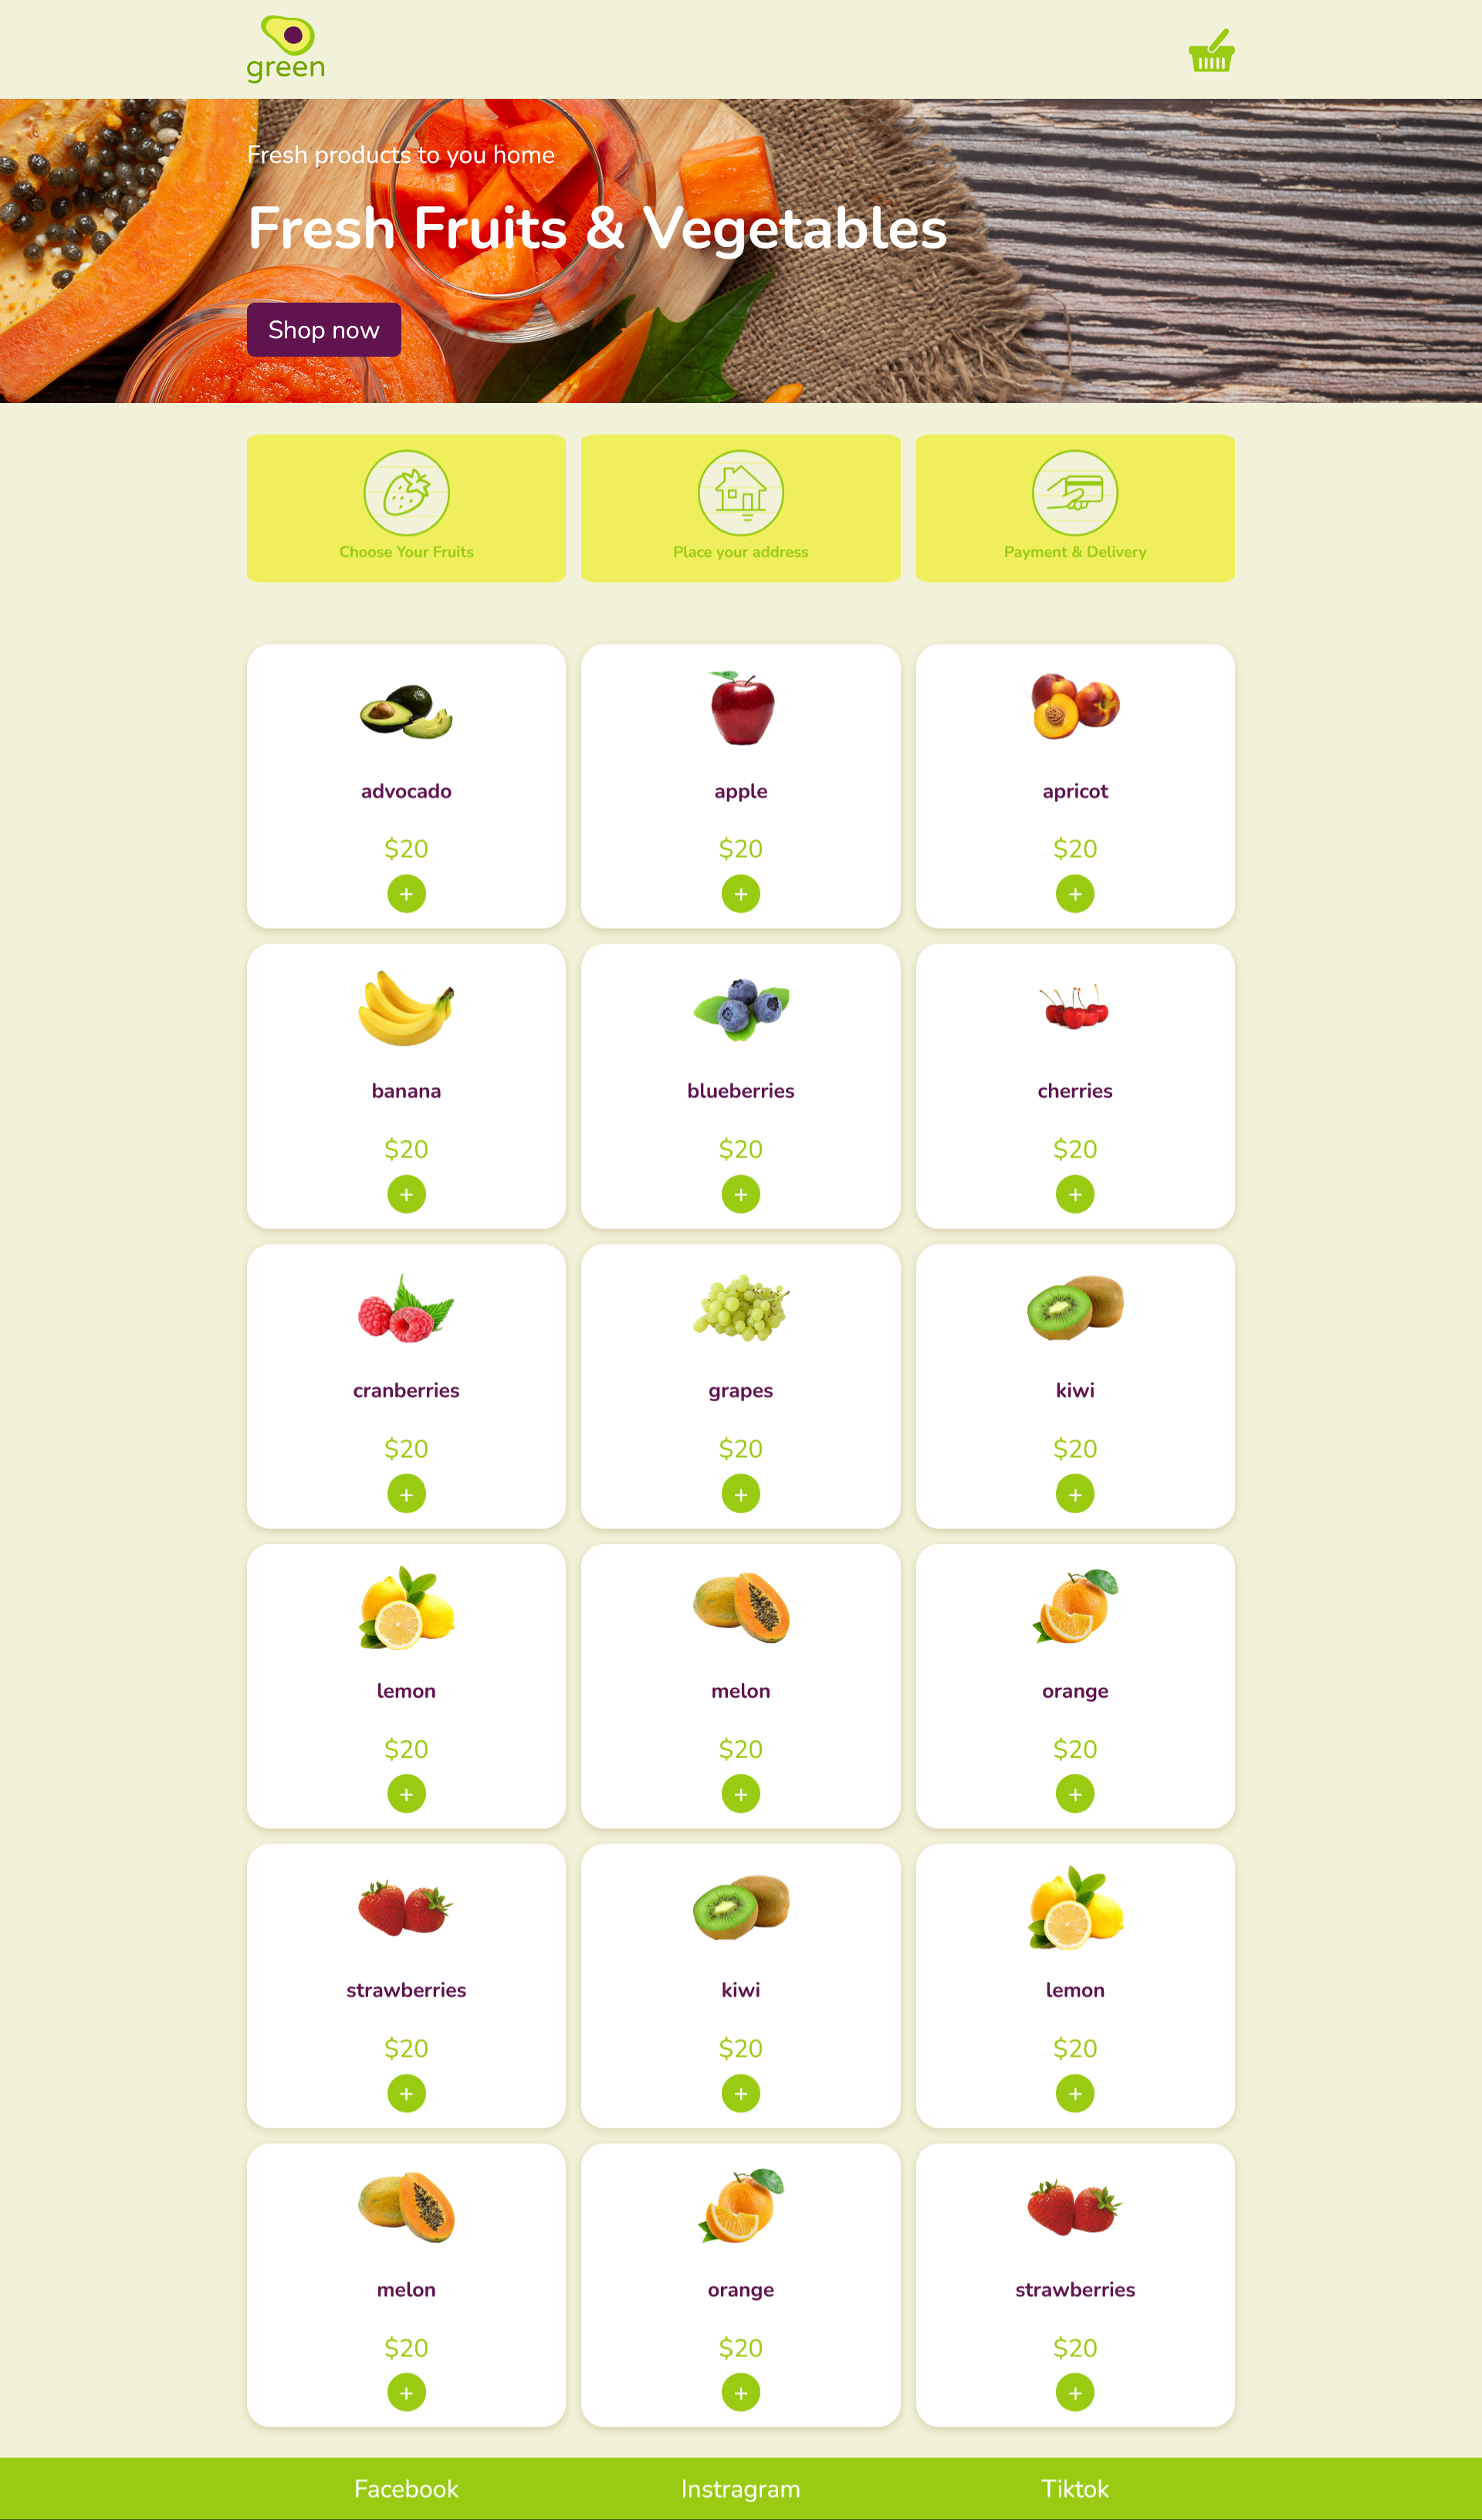 green
Fresh products to you home
Fresh Fruits & Vegetables
Shop now
Choose Your Fruits
Place your address
Payment & Delivery
advocado
apple
apricot
$20
$20
$20
+
+
+
banana
blueberries
cherries
$20
$20
$20
+
+
+
cranberries
grapes
kiwi
$20
$20
$20
+
+
+
lemon
melon
orange
$20
$20
$20
+
+
+
strawberries
kiwi
lemon
$20
$20
$20
+
+
+
melon
orange
strawberries
$20
$20
$20
+
+
+
Facebook
Instragram
Tiktok